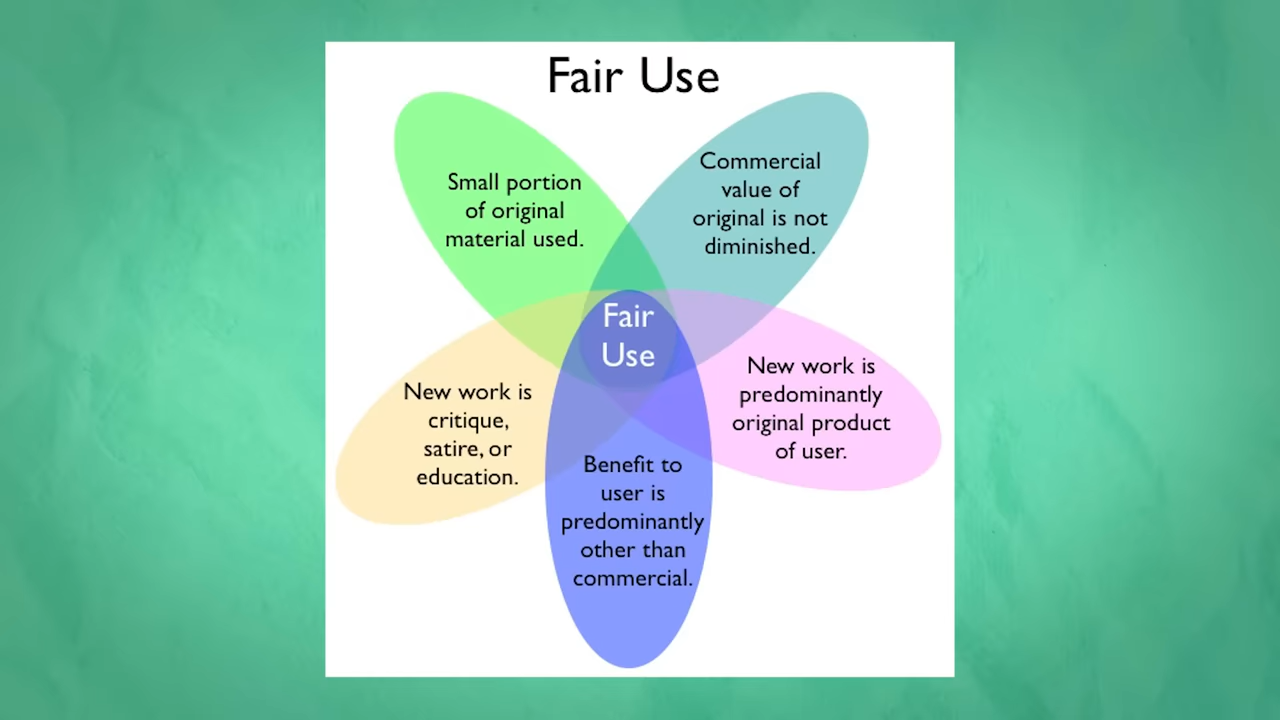 Fair Use
Small portion
of original
material used.
Commercial
value of
original is not
diminished.
Fair
Use
New work is
critique,
satire, or
education.
New work is
predominantly
original product
of user.
Benefit to
user is
predominantly
other than
commercial.